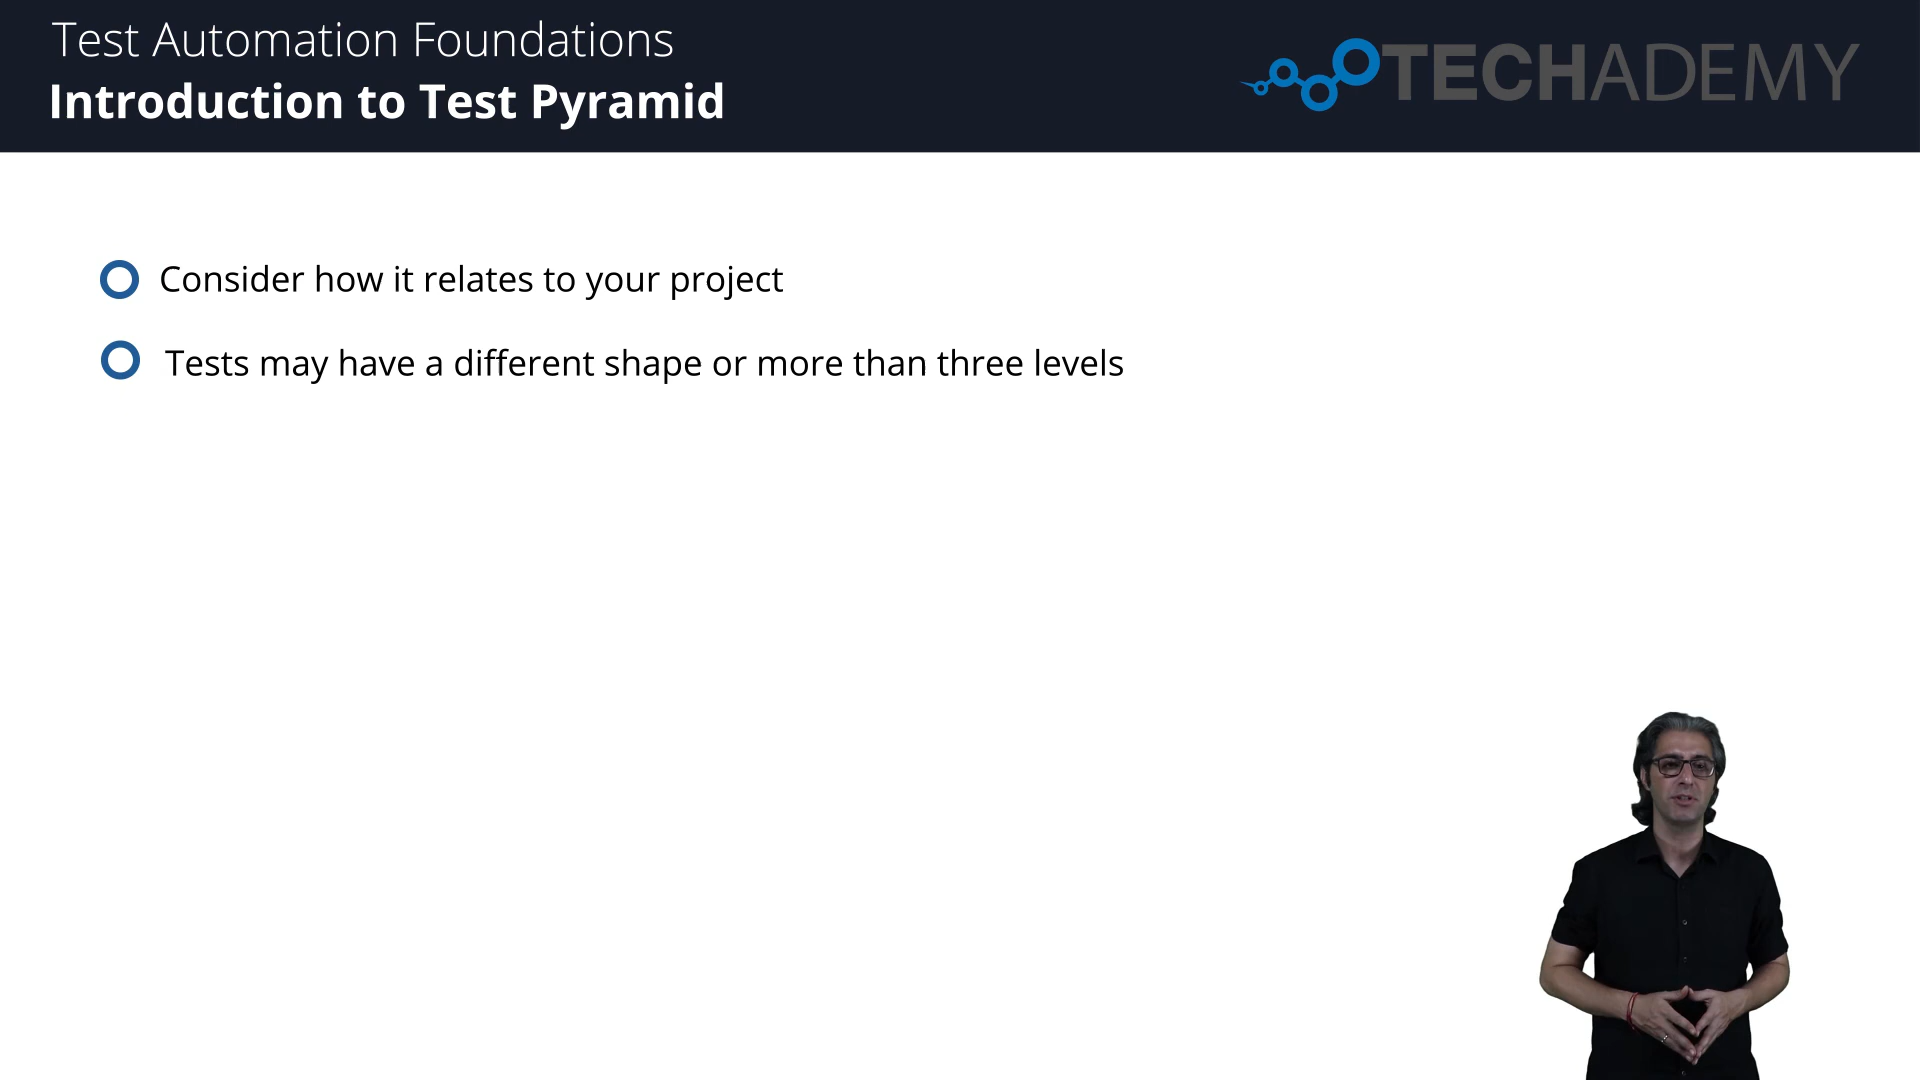 Test Automation Foundations
Introduction to Test Pyramid
TECHADEMY
Consider how it relates to your project
Tests may have a different shape or more than three levels